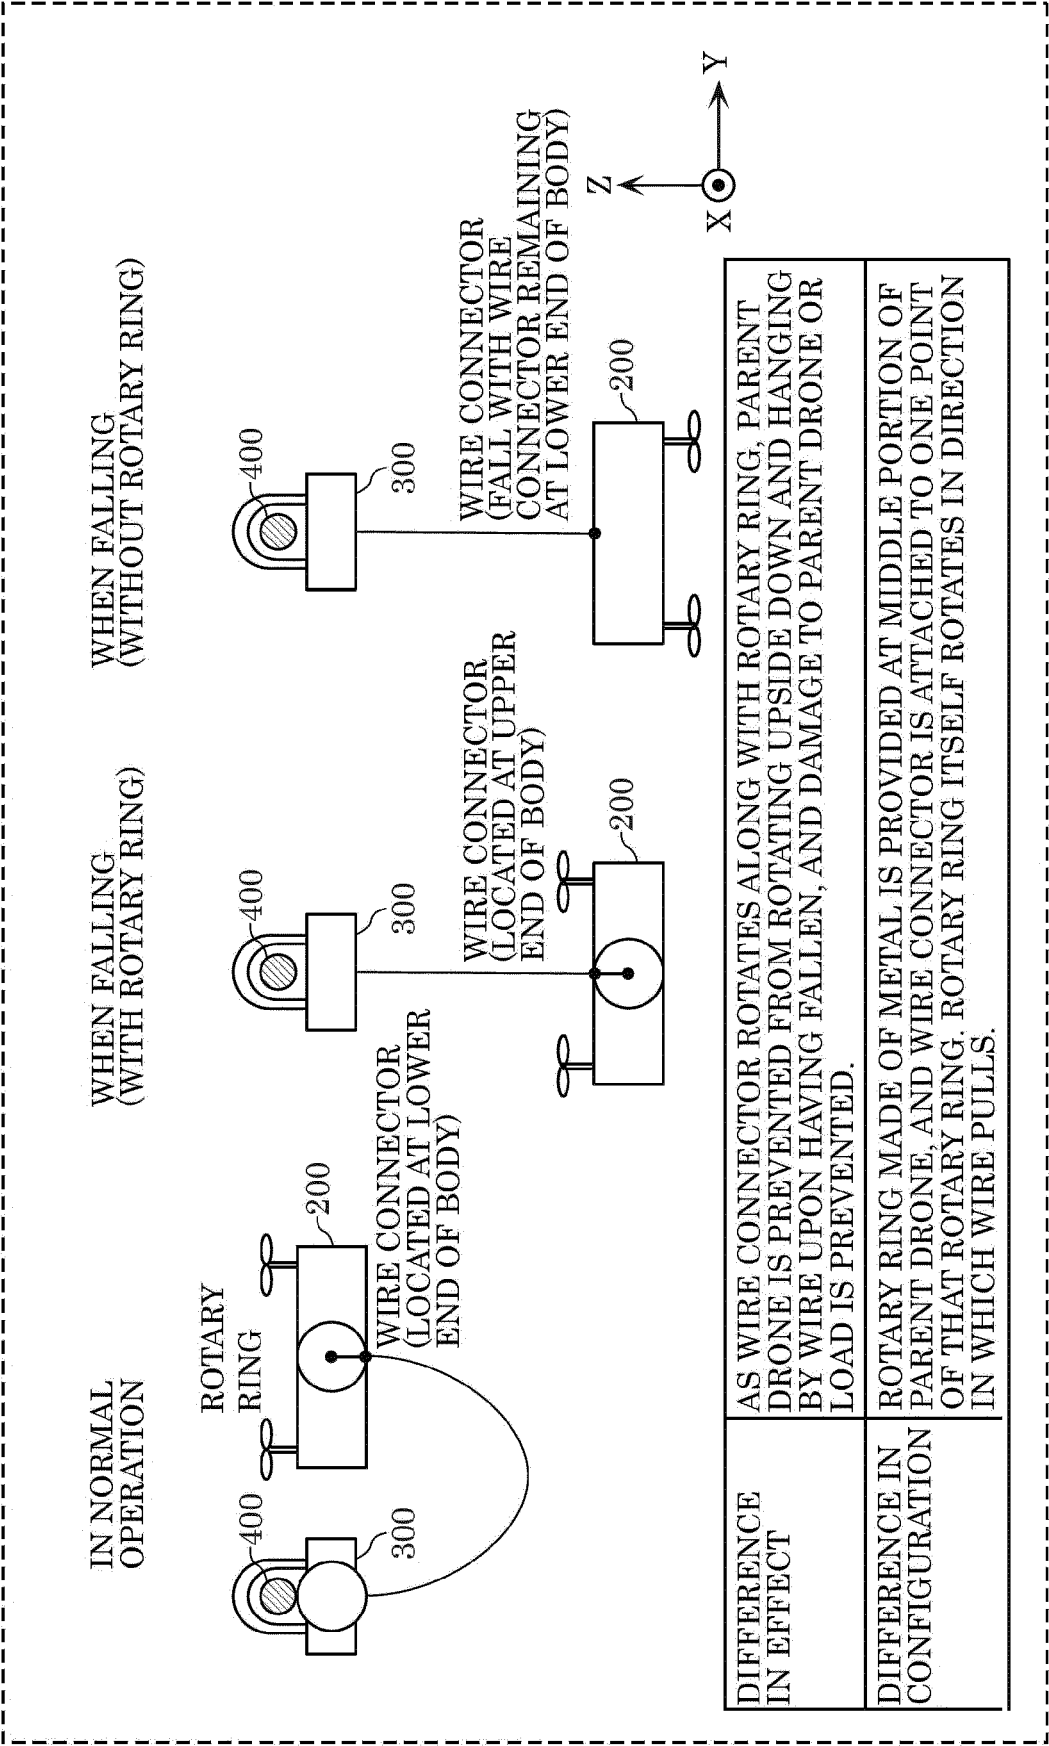 IN NORMAL
OPERATION
400
300
ROTARY
RING
200
WIRE CONNECTOR
(LOCATED AT LOWER
END OF BODY)
WHEN FALLING
(WITH ROTARY RING)
400
300
WIRE CONNECTOR
(LOCATED AT UPPER
END OF BODY)
200
WHEN FALLING
(WITHOUT ROTARY RING)
400
300
WIRE CONNECTOR
(FALL WITH WIRE
CONNECTOR REMAINING
AT LOWER END OF BODY)
200
Z
Y
X
DIFFERENCE
IN EFFECT
AS WIRE CONNECTOR ROTATES ALONG WITH ROTARY RING, PARENT
DRONE IS PREVENTED FROM ROTATING UPSIDE DOWN AND HANGING
BY WIRE UPON HAVING FALLEN, AND DAMAGE TO PARENT DRONE OR
LOAD IS PREVENTED.
DIFFERENCE IN
CONFIGURATION
ROTARY RING MADE OF METAL IS PROVIDED AT MIDDLE PORTION OF
PARENT DRONE, AND WIRE CONNECTOR IS ATTACHED TO ONE POINT
OF THAT ROTARY RING. ROTARY RING ITSELF ROTATES IN DIRECTION
IN WHICH WIRE PULLS.